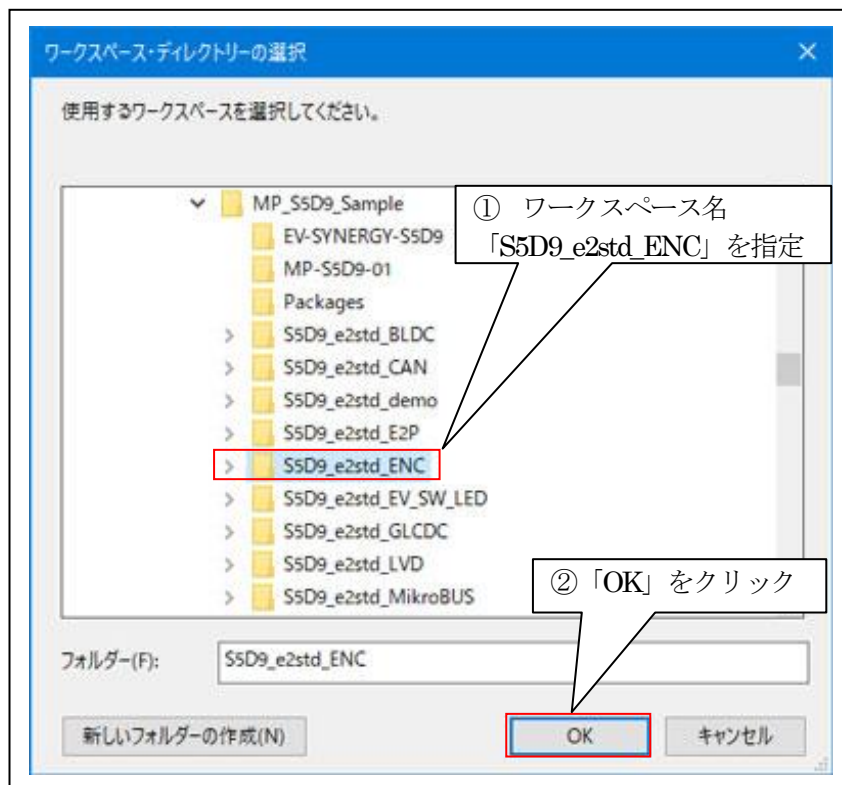 ワークスペース・ディレクトリーの選択
使用するワークスペースを選択してください。
MP_S5D9_Sample
EV-SYNERGY-S5D9
MP-S5D9-01
Packages
S5D9_e2std_BLDC
S5D9_e2std_CAN
S5D9_e2std_demo
S5D9_e2std_E2P
S5D9_e2std_ENC
S5D9_e2std_EV_SW_LED
S5D9_e2std_GLCDC
S5D9_e2std_LVD
S5D9_e2std_MikroBUS
① ワークスペース名
「S5D9_e2std_ENC」を指定
②「OK」をクリック
フォルダー(F): S5D9_e2std_ENC
新しいフォルダーの作成(N) OK キャンセル